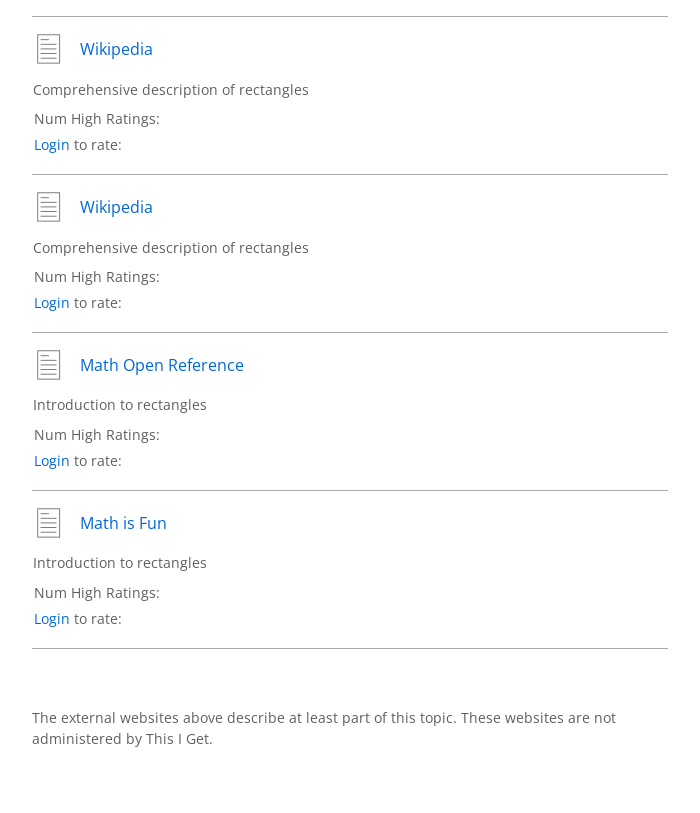 Wikipedia
Comprehensive description of rectangles
Num High Ratings:
Login to rate:
Wikipedia
Comprehensive description of rectangles
Num High Ratings:
Login to rate:
Math Open Reference
Introduction to rectangles
Num High Ratings:
Login to rate:
Math is Fun
Introduction to rectangles
Num High Ratings:
Login to rate:
The external websites above describe at least part of this topic. These websites are not
administered by This I Get.